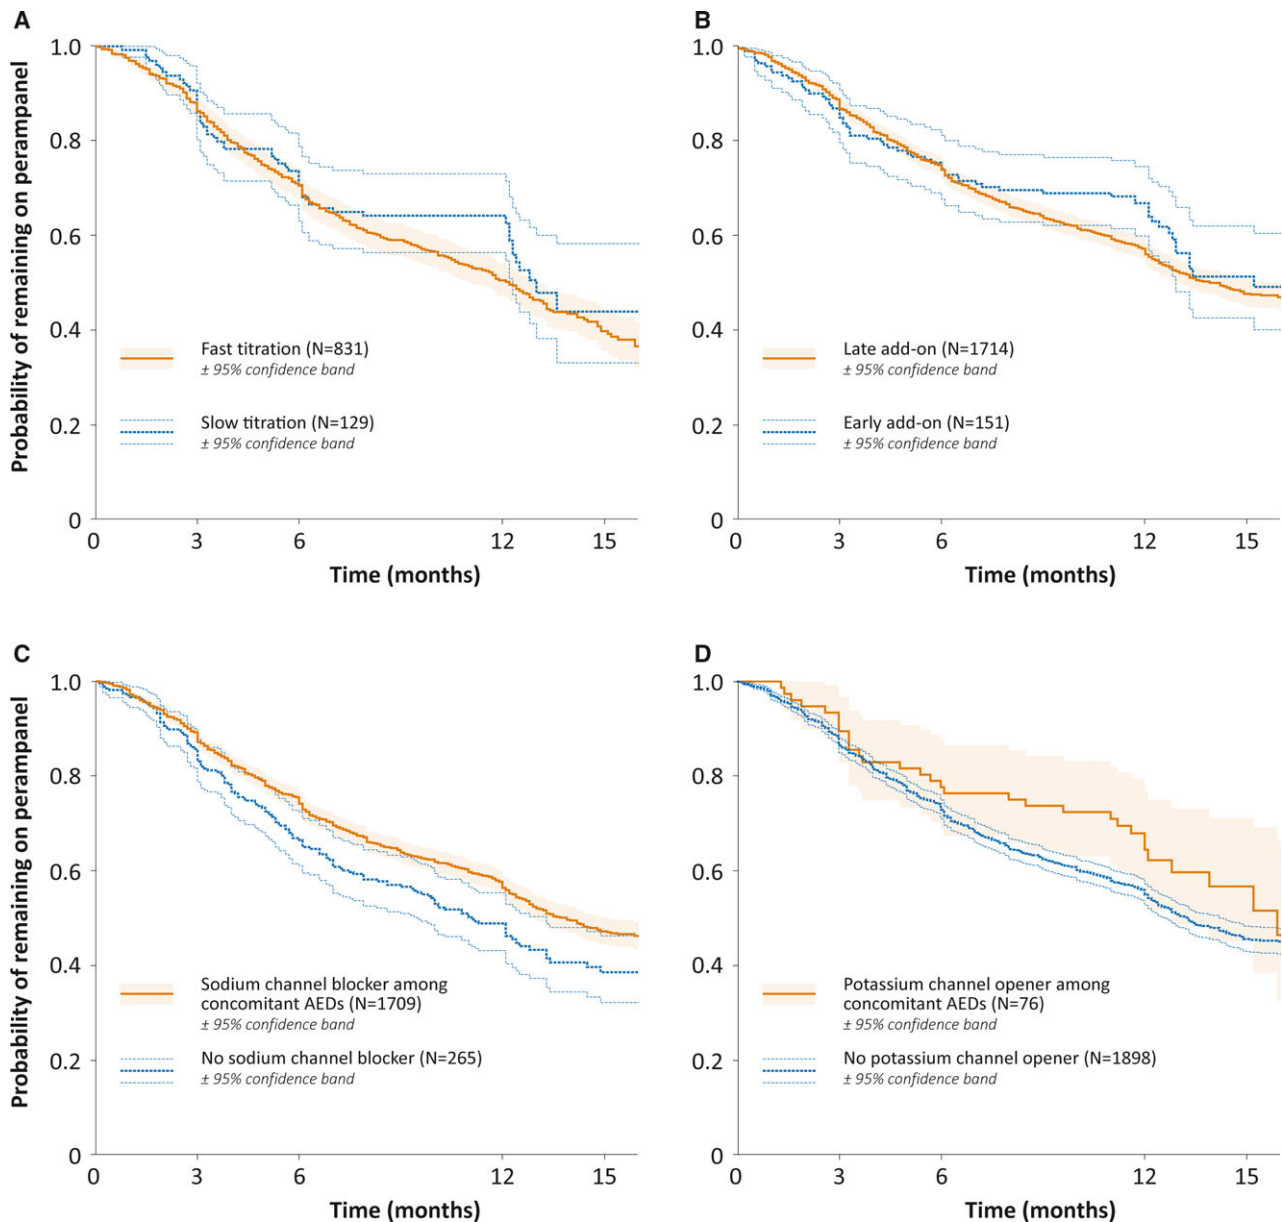 A
Probability of remaining on perampanel
1.0
0.8
0.6
0.4
0.2
0
Fast titration (N=831)
± 95% confidence band
Slow titration (N=129)
± 95% confidence band
0 3 6 12 15
Time (months)
B
1.0
0.8
0.6
0.4
0.2
0
Late add-on (N=1714)
± 95% confidence band
Early add-on (N=151)
± 95% confidence band
0 3 6 12 15
Time (months)
C
Probability of remaining on perampanel
1.0
0.8
0.6
0.4
0.2
0
Sodium channel blocker among
concomitant AEDs (N=1709)
± 95% confidence band
No sodium channel blocker (N=265)
± 95% confidence band
0 3 6 12 15
Time (months)
D
1.0
0.8
0.6
0.4
0.2
0
Potassium channel opener among
concomitant AEDs (N=76)
± 95% confidence band
No potassium channel opener (N=1898)
± 95% confidence band
0 3 6 12 15
Time (months)